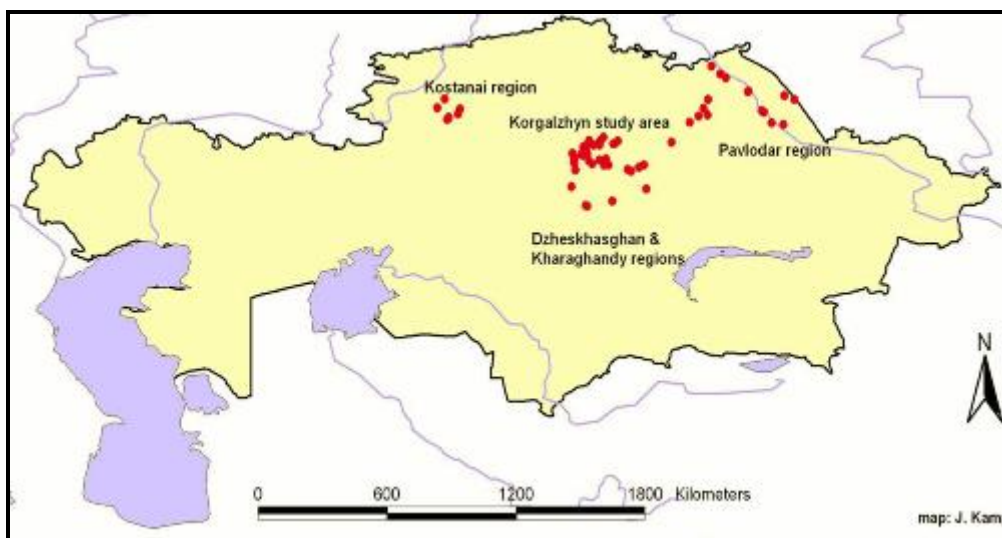 Kostanai region
Korgalzhyn study area
Pavlodar region
Dzheskhasghan &
Kharaghandy regions
N
0 600 1200 1800 Kilometers
map: J. Kam